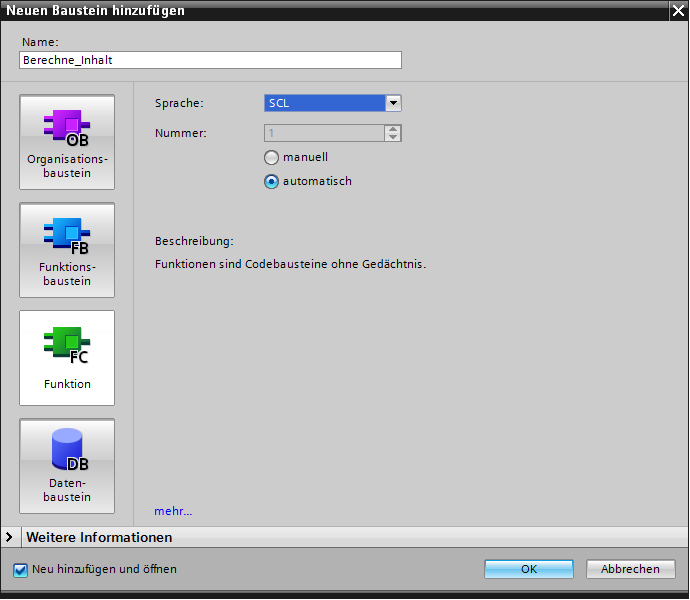 Neuen Baustein hinzufügen
Name:
Berechne_Inhalt
OB
Organisations-
baustein
FB
Funktions-
baustein
FC
Funktion
DB
Daten-
baustein
Sprache:
SCL
Nummer:
1
manuell
automatisch
Beschreibung:
Funktionen sind Codebausteine ohne Gedächtnis.
mehr...
Weitere Informationen
Neu hinzufügen und öffnen
OK
Abbrechen